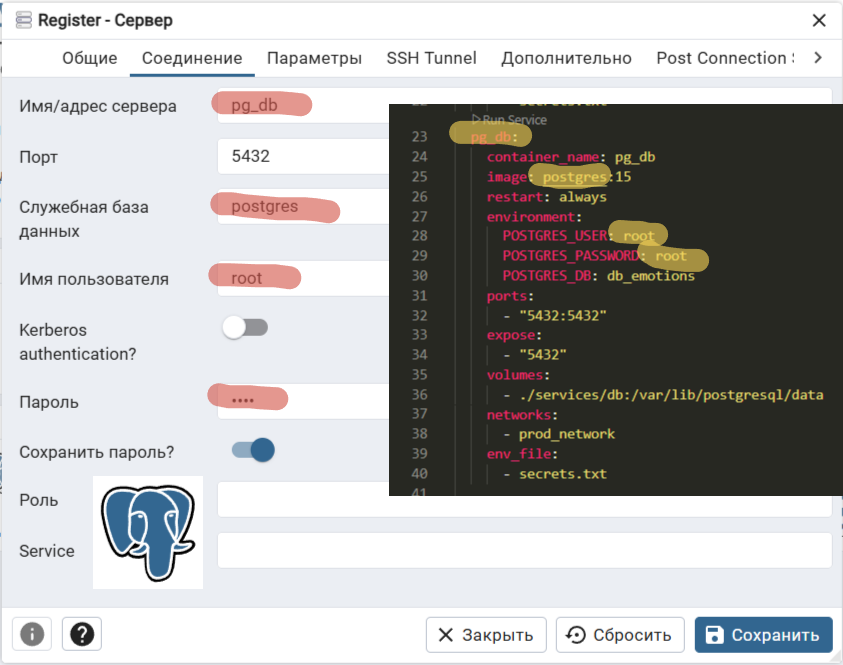 Register - Сервер
Общие Соединение Параметры SSH Tunnel Дополнительно Post Connection
Имя/адрес сервера pg_db
Порт 5432
Служебная база данных postgres
Имя пользователя root
Kerberos authentication?
Пароль ••••
Сохранить пароль?
Роль
Service
Run Service
23 pg_db:
24 container_name: pg_db
25 image: postgres:15
26 restart: always
27 environment:
28 POSTGRES_USER: root
29 POSTGRES_PASSWORD: root
30 POSTGRES_DB: db_emotions
31 ports:
32 - "5432:5432"
33 expose:
34 - "5432"
35 volumes:
36 - ./services/db:/var/lib/postgresql/data
37 networks:
38 - prod_network
39 env_file:
40 - secrets.txt
41
Закрыть Сбросить Сохранить